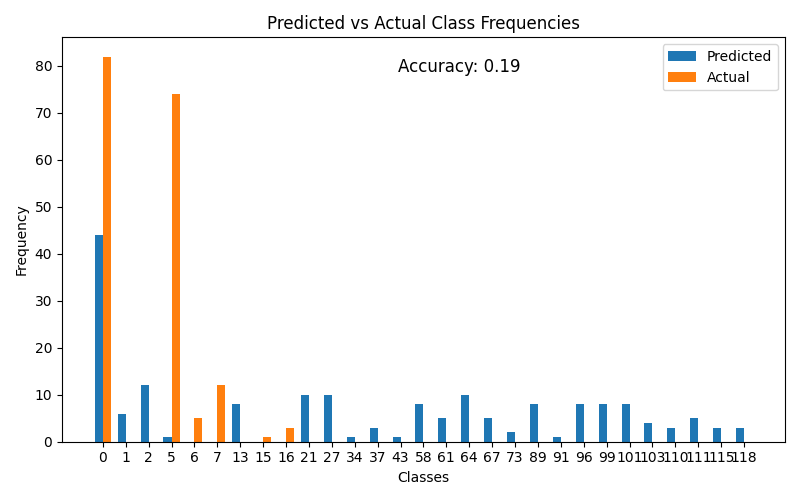 Predicted vs Actual Class Frequencies
Accuracy: 0.19
Predicted
Actual
Frequency
80
70
60
50
40
30
20
10
0
0 1 2 5 6 7 13 15 16 21 27 34 37 43 58 61 64 67 73 89 91 96 99 101 103 110 111 115 118
Classes